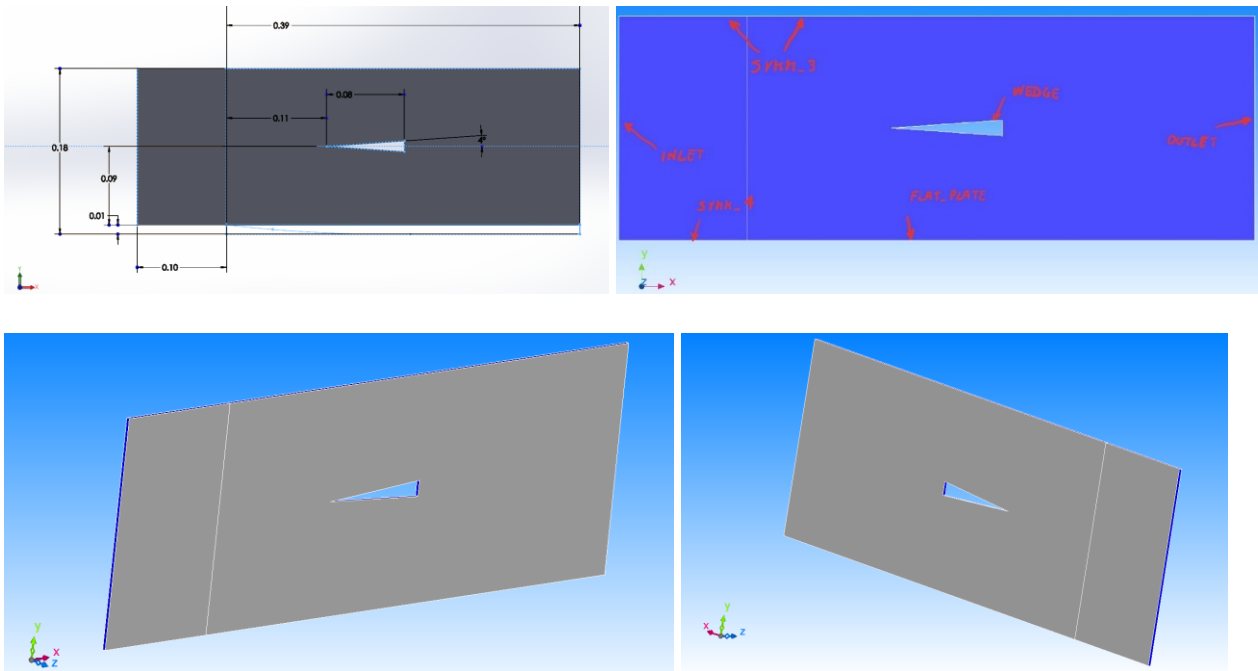 0.39
0.08
0.11
4°
0.18
0.09
0.01
0.10
SYMM_3
WEDGE
INLET
OUTLET
FLAT_PLATE
y
z x
y
x
z
y
x z